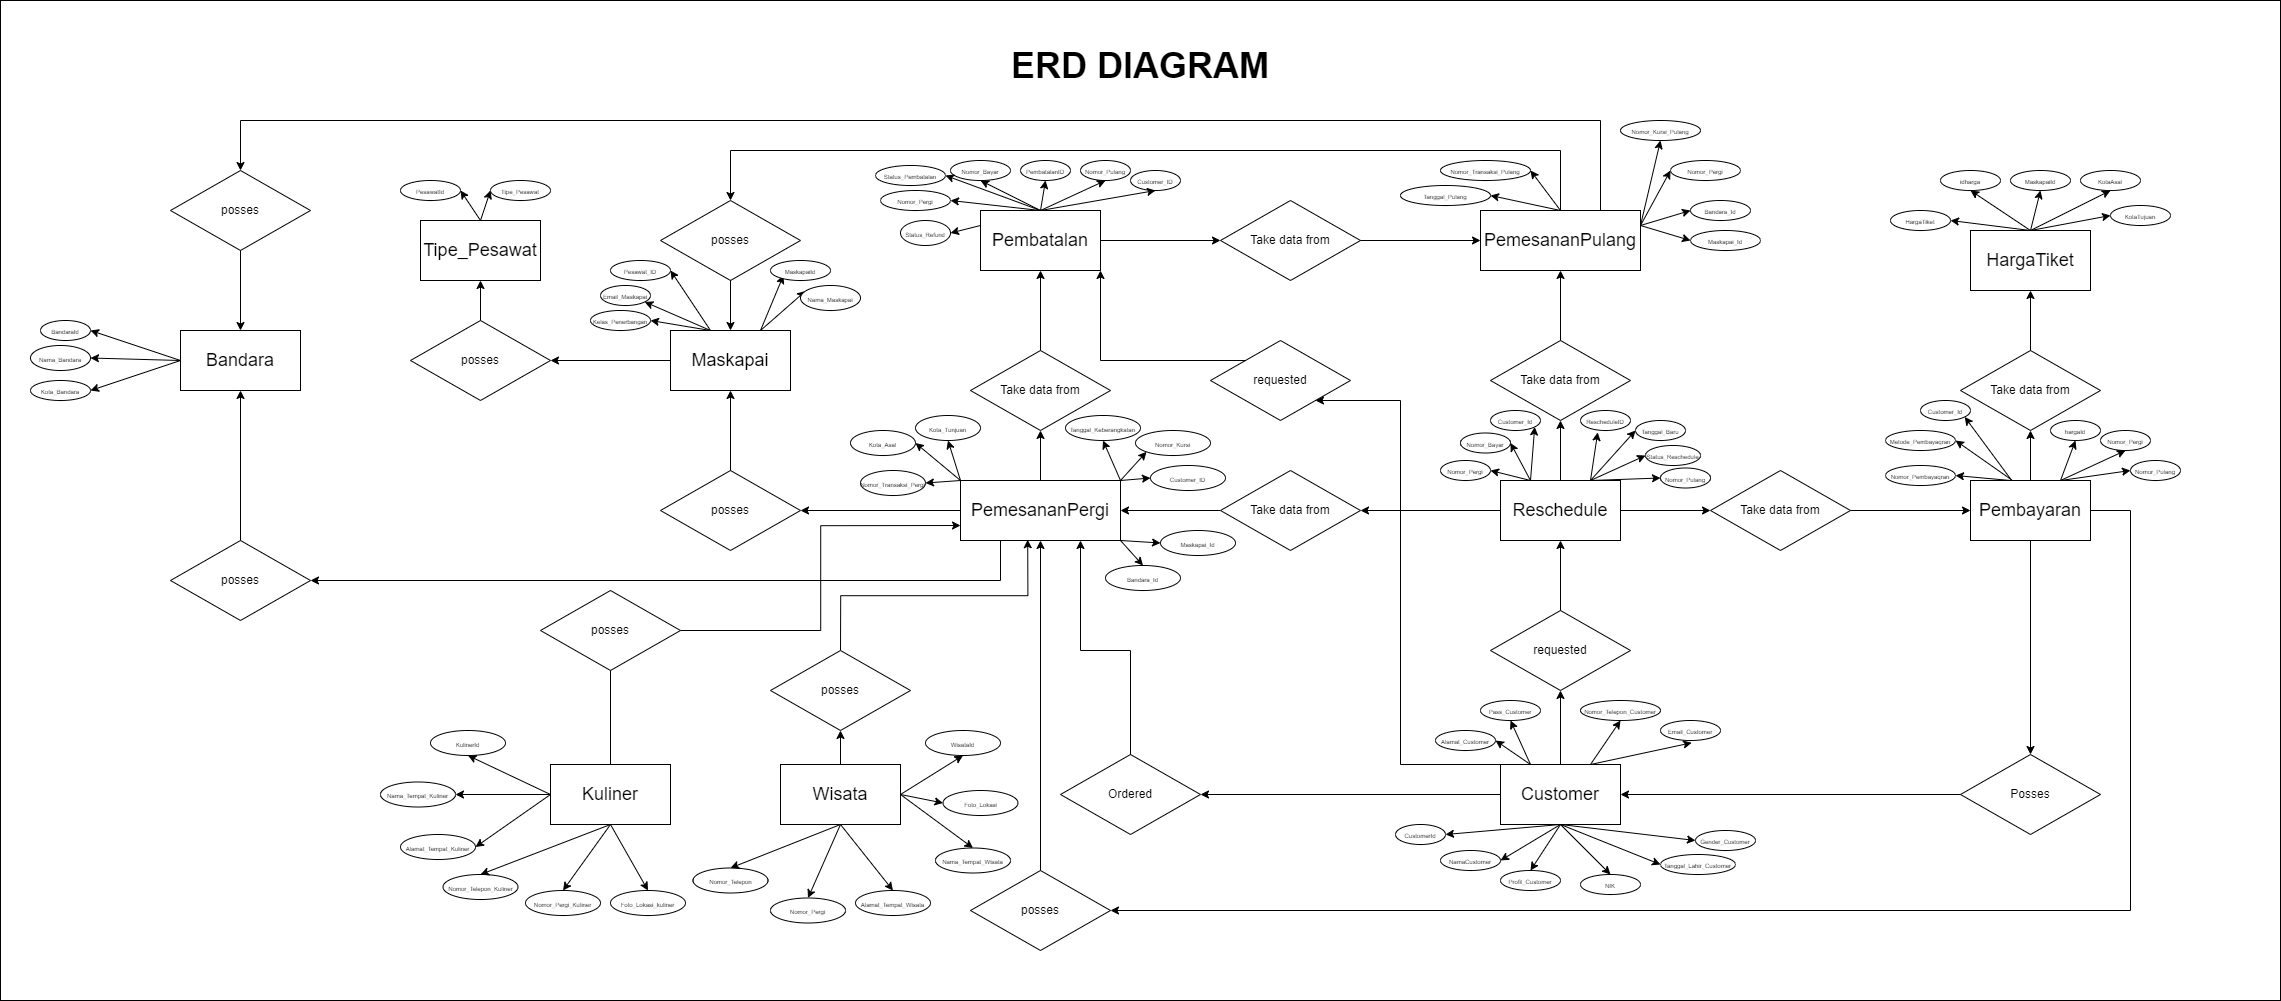 ERD DIAGRAM
posses
BandaraId
Nama_Bandara
Kota_Bandara
Bandara
posses
PesawatId
Tipe_Pesawat
Tipe_Pesawat
posses
posses
Pesawat_ID
Email_Maskapai
Kelas_Penerbangan
MaskapaiId
Nama_Maskapai
Maskapai
posses
Status_Pembatalan
Nomor_Bayar
PembatalanID
Nomor_Pulang
Customer_ID
Nomor_Pergi
Status_Refund
Pembatalan
Take data from
Nomor_Transaksi_Pulang
Tanggal_Pulang
Nomor_Kursi_Pulang
Nomor_Pergi
Bandara_Id
Maskapai_Id
PemesananPulang
idharga
MaskapaiId
KotaAsal
HargaTiket
KotaTujuan
HargaTiket
Take data from
requested
Take data from
Take data from
Kota_Asal
Kota_Tunjuan
Tanggal_Keberangkatan
Nomor_Kursi
Nomor_Transaksi_Pergi
Customer_ID
PemesananPergi
Maskapai_Id
Bandara_Id
Take data from
Customer_Id
RescheduleID
Nomor_Bayar
Tanggal_Baru
Nomor_Pergi
Status_Reschedule
Nomor_Pulang
Reschedule
Take data from
Customer_Id
Metode_Pembayaqran
Nomor_Pembayaqran
hargaId
Nomor_Pergi
Nomor_Pulang
Pembayaran
posses
posses
requested
KulinerId
Nama_Tempat_Kuliner
Alamat_Tempat_Kuliner
Nomor_Telepon_Kuliner
Nomor_Pergi_Kuliner
Foto_Lokasi_kuliner
Kuliner
WisataId
Foto_Lokasi
Nama_Tempat_Wisata
Nomor_Telepon
Nomor_Pergi
Alamat_Tempat_Wisata
Wisata
Ordered
Pass_Customer
Nomor_Telepon_Customer
Alamat_Customer
Email_Customer
Customer
CustomerId
NamaCustomer
Profil_Customer
NIK
Tanggal_Lahir_Customer
Gender_Customer
Posses
posses